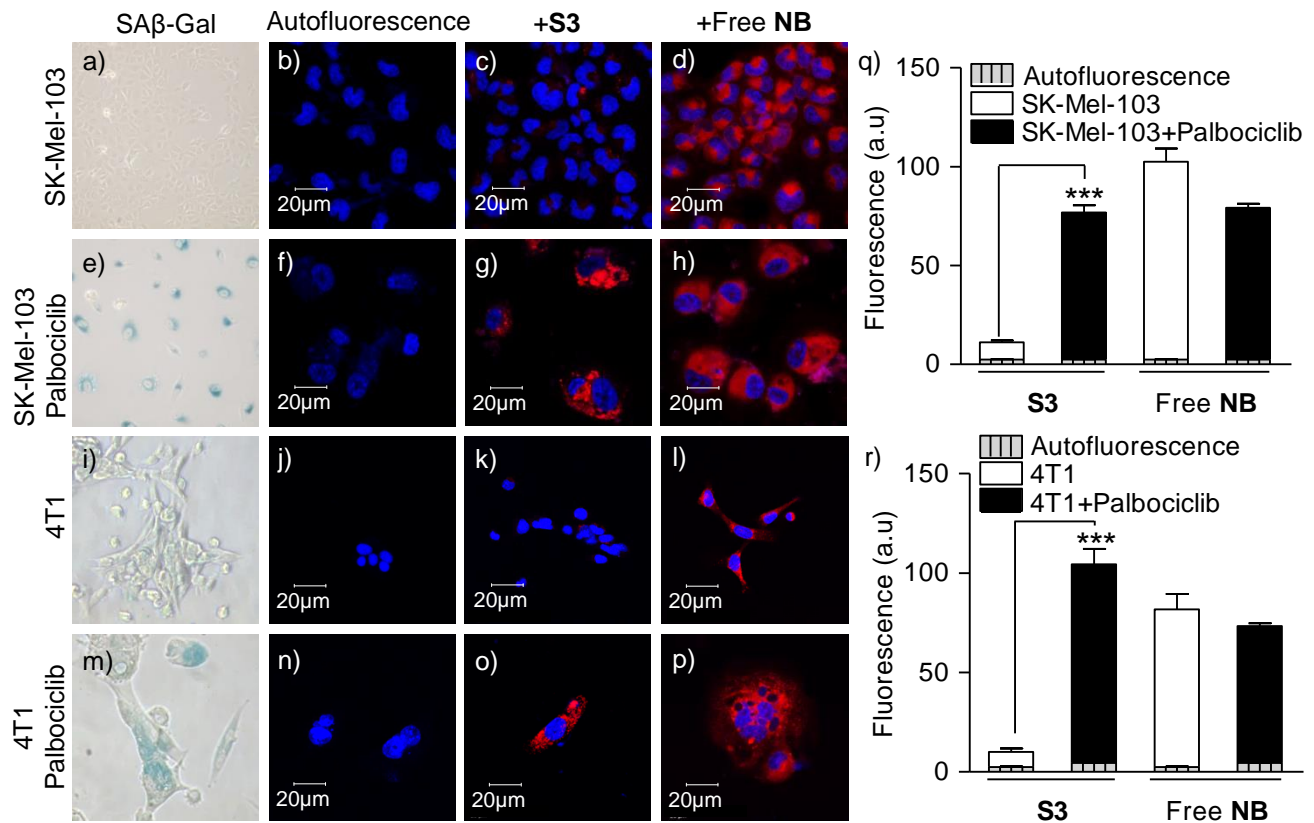 SAβ-Gal
Autofluorescence
+S3
+Free NB
SK-Mel-103
a)
b)
20µm
c)
20µm
d)
20µm
SK-Mel-103
Palbociclib
e)
f)
20µm
g)
20µm
h)
20µm
4T1
i)
j)
20µm
k)
20µm
l)
20µm
4T1
Palbociclib
m)
n)
20µm
o)
20µm
p)
20µm
q)
Fluorescence (a.u)
150
100
50
0
Autofluorescence
SK-Mel-103
SK-Mel-103+Palbociclib
***
S3
Free NB
r)
Fluorescence (a.u)
150
100
50
0
Autofluorescence
4T1
4T1+Palbociclib
***
S3
Free NB